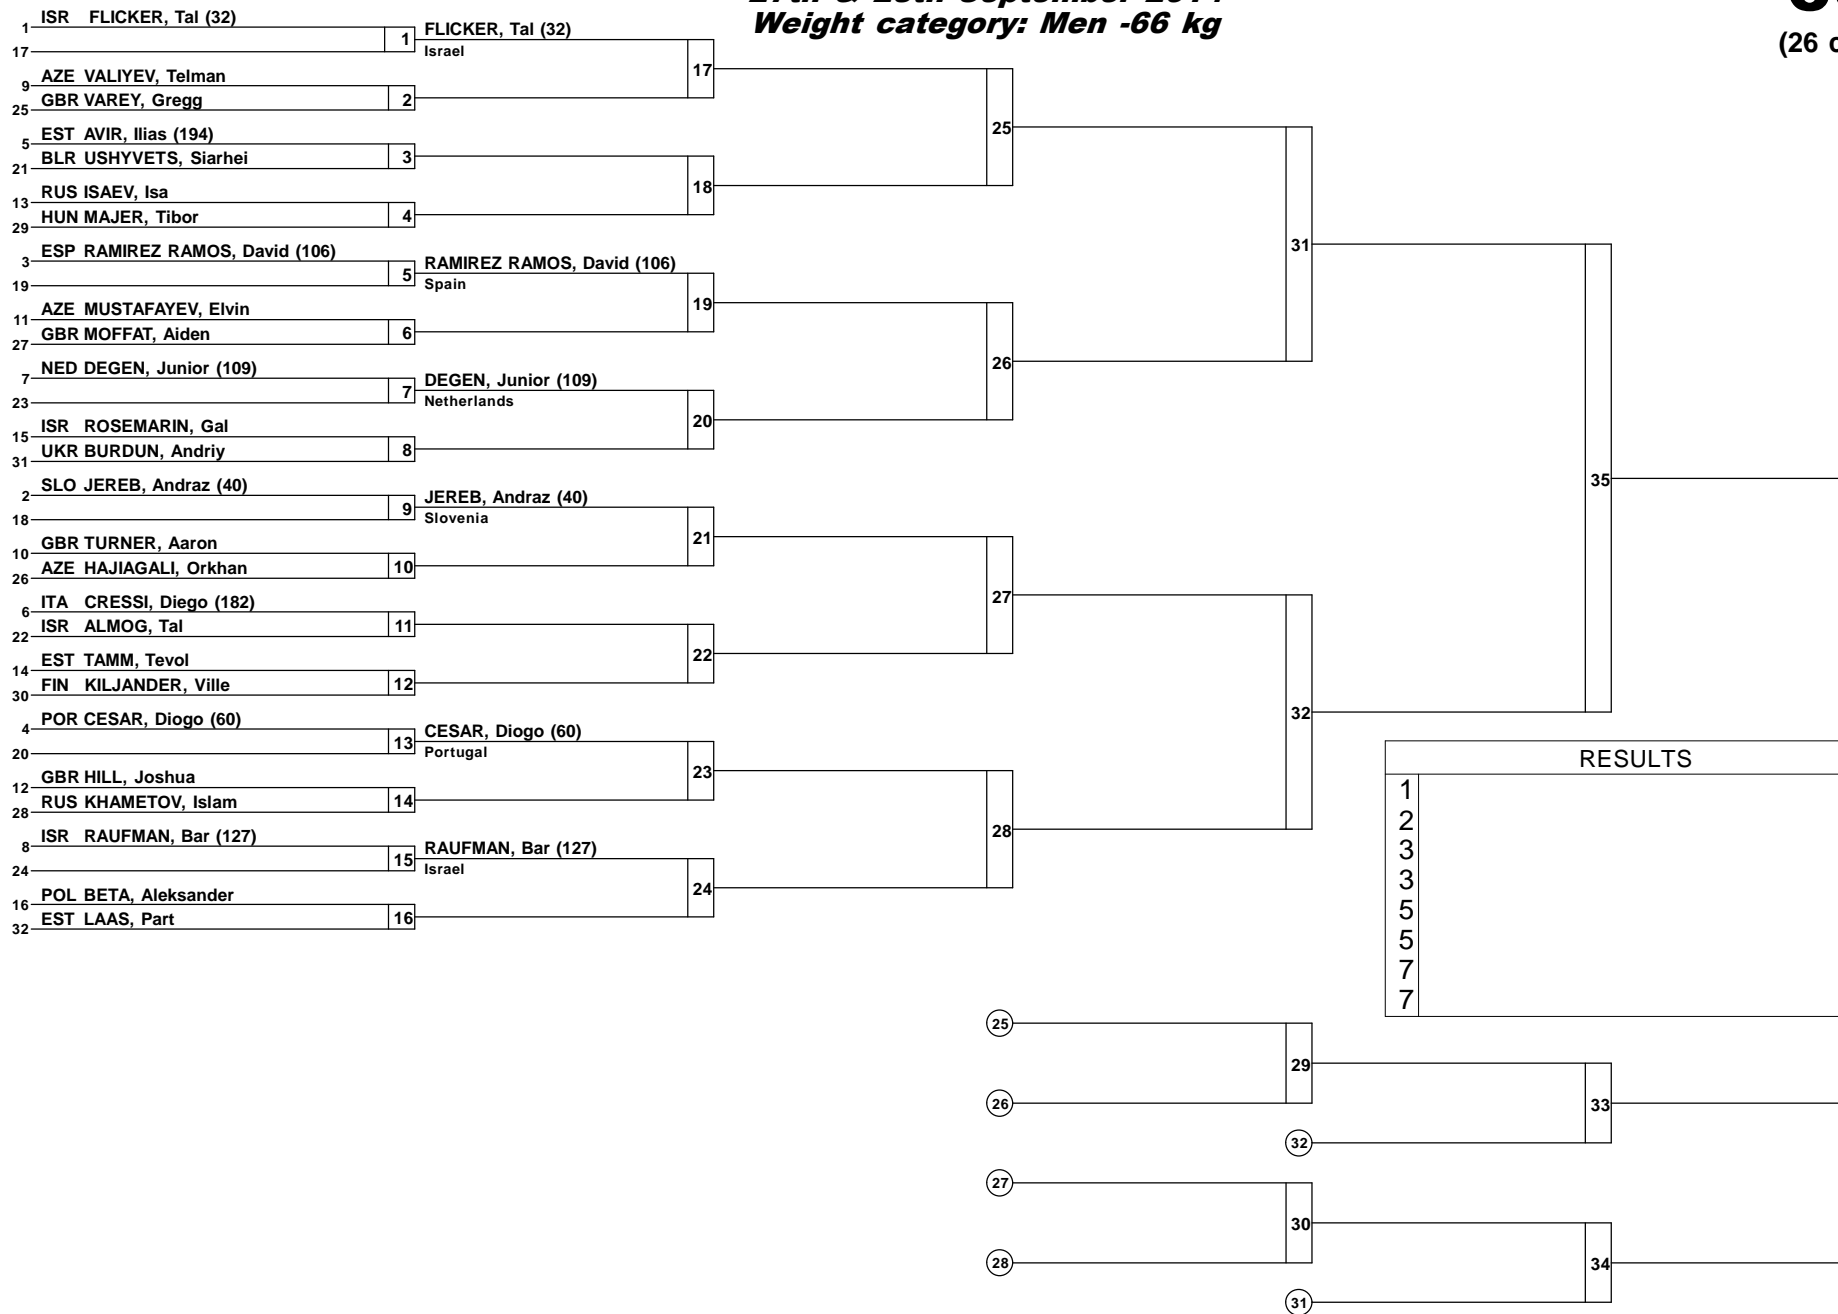 Weight category: Men -66 kg
(26
1 ISR FLICKER, Tal (32)
17
1 FLICKER, Tal (32)
Israel
9 AZE VALIYEV, Telman
25 GBR VAREY, Gregg
2
17
5 EST AVIR, Ilias (194)
21 BLR USHYVETS, Siarhei
3
13 RUS ISAEV, Isa
29 HUN MAJER, Tibor
4
18
25
3 ESP RAMIREZ RAMOS, David (106)
19
5 RAMIREZ RAMOS, David (106)
Spain
11 AZE MUSTAFAYEV, Elvin
27 GBR MOFFAT, Aiden
6
19
7 NED DEGEN, Junior (109)
23
7 DEGEN, Junior (109)
Netherlands
15 ISR ROSEMARIN, Gal
31 UKR BURDUN, Andriy
8
20
26
31
2 SLO JEREB, Andraz (40)
18
9 JEREB, Andraz (40)
Slovenia
10 GBR TURNER, Aaron
26 AZE HAJIAGALI, Orkhan
10
21
6 ITA CRESSI, Diego (182)
22 ISR ALMOG, Tal
11
14 EST TAMM, Tevol
30 FIN KILJANDER, Ville
12
22
27
4 POR CESAR, Diogo (60)
20
13 CESAR, Diogo (60)
Portugal
12 GBR HILL, Joshua
28 RUS KHAMETOV, Islam
14
23
8 ISR RAUFMAN, Bar (127)
24
15 RAUFMAN, Bar (127)
Israel
16 POL BETA, Aleksander
32 EST LAAS, Part
16
24
28
32
35
RESULTS
1
2
3
3
5
5
7
7
25
29
26
33
32
27
30
28
34
31